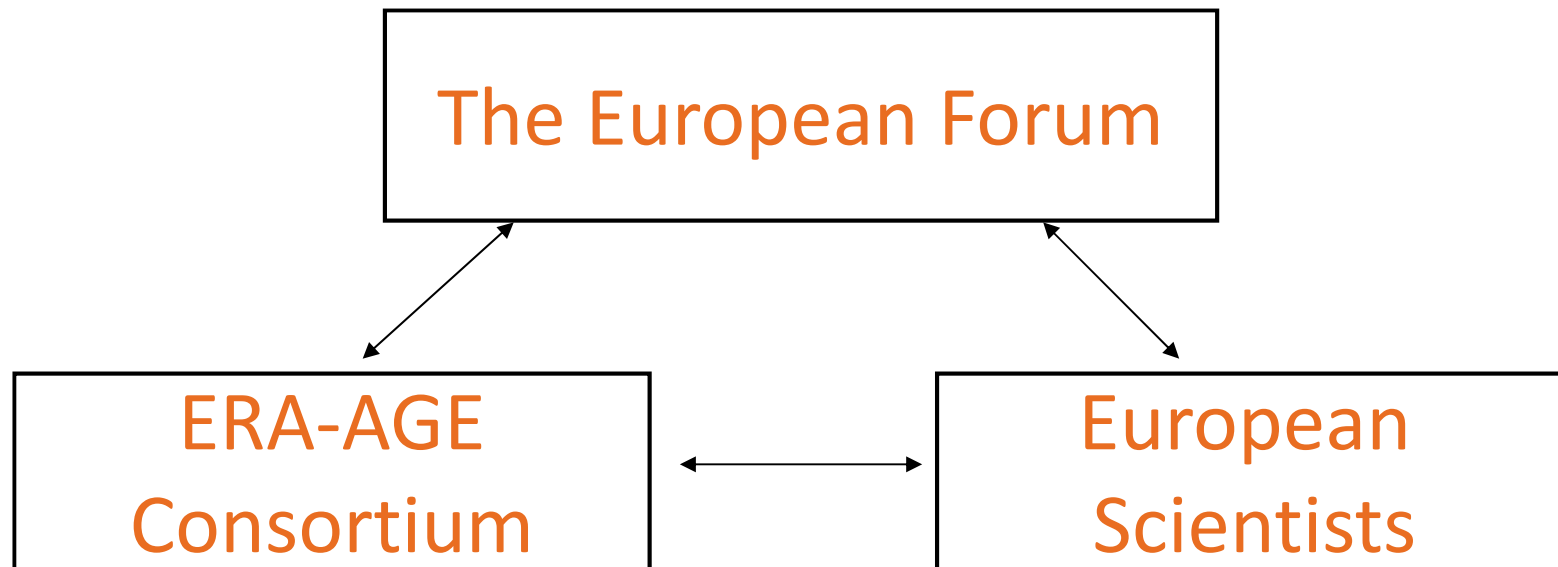 The European Forum
ERA-AGE
Consortium
European
Scientists